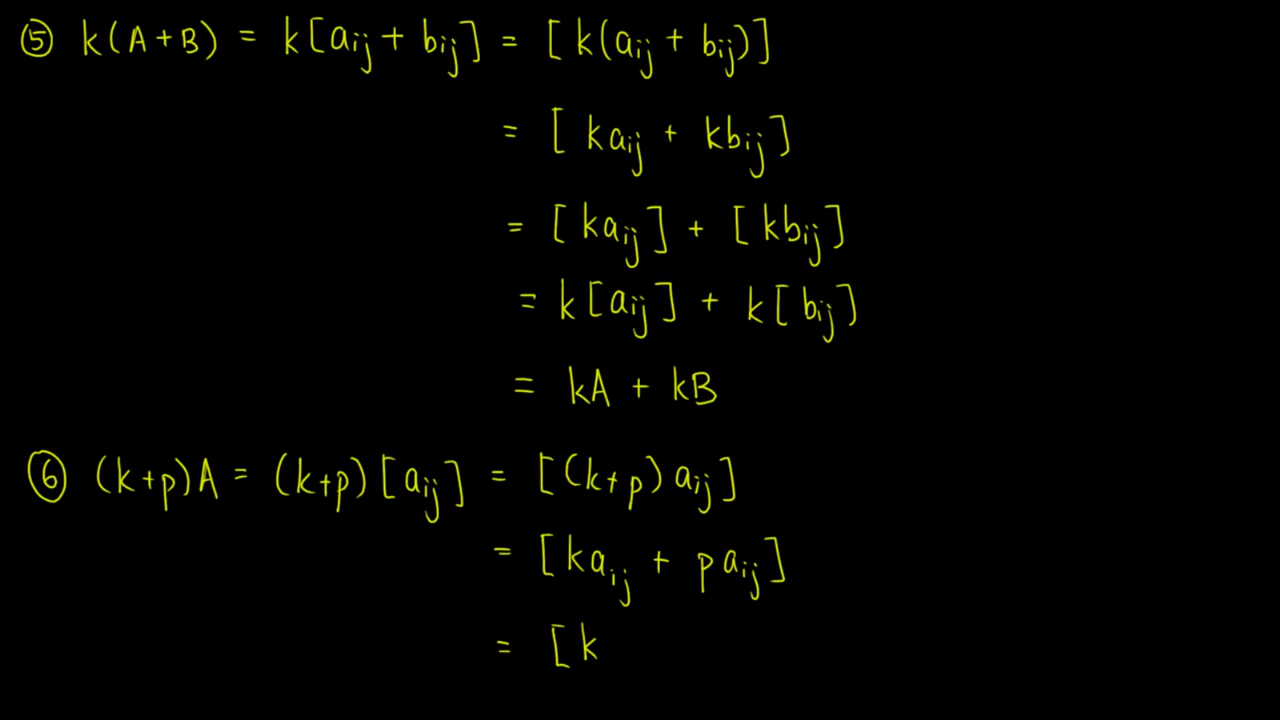 ⑤ k(A+B) = k[aᵢⱼ + bᵢⱼ] = [k(aᵢⱼ + bᵢⱼ)]
= [kaᵢⱼ + kbᵢⱼ]
= [kaᵢⱼ] + [kbᵢⱼ]
= k[aᵢⱼ] + k[bᵢⱼ]
= kA + kB
⑥ (k+p)A = (k+p)[aᵢⱼ] = [(k+p)aᵢⱼ]
= [kaᵢⱼ + paᵢⱼ]
= [k